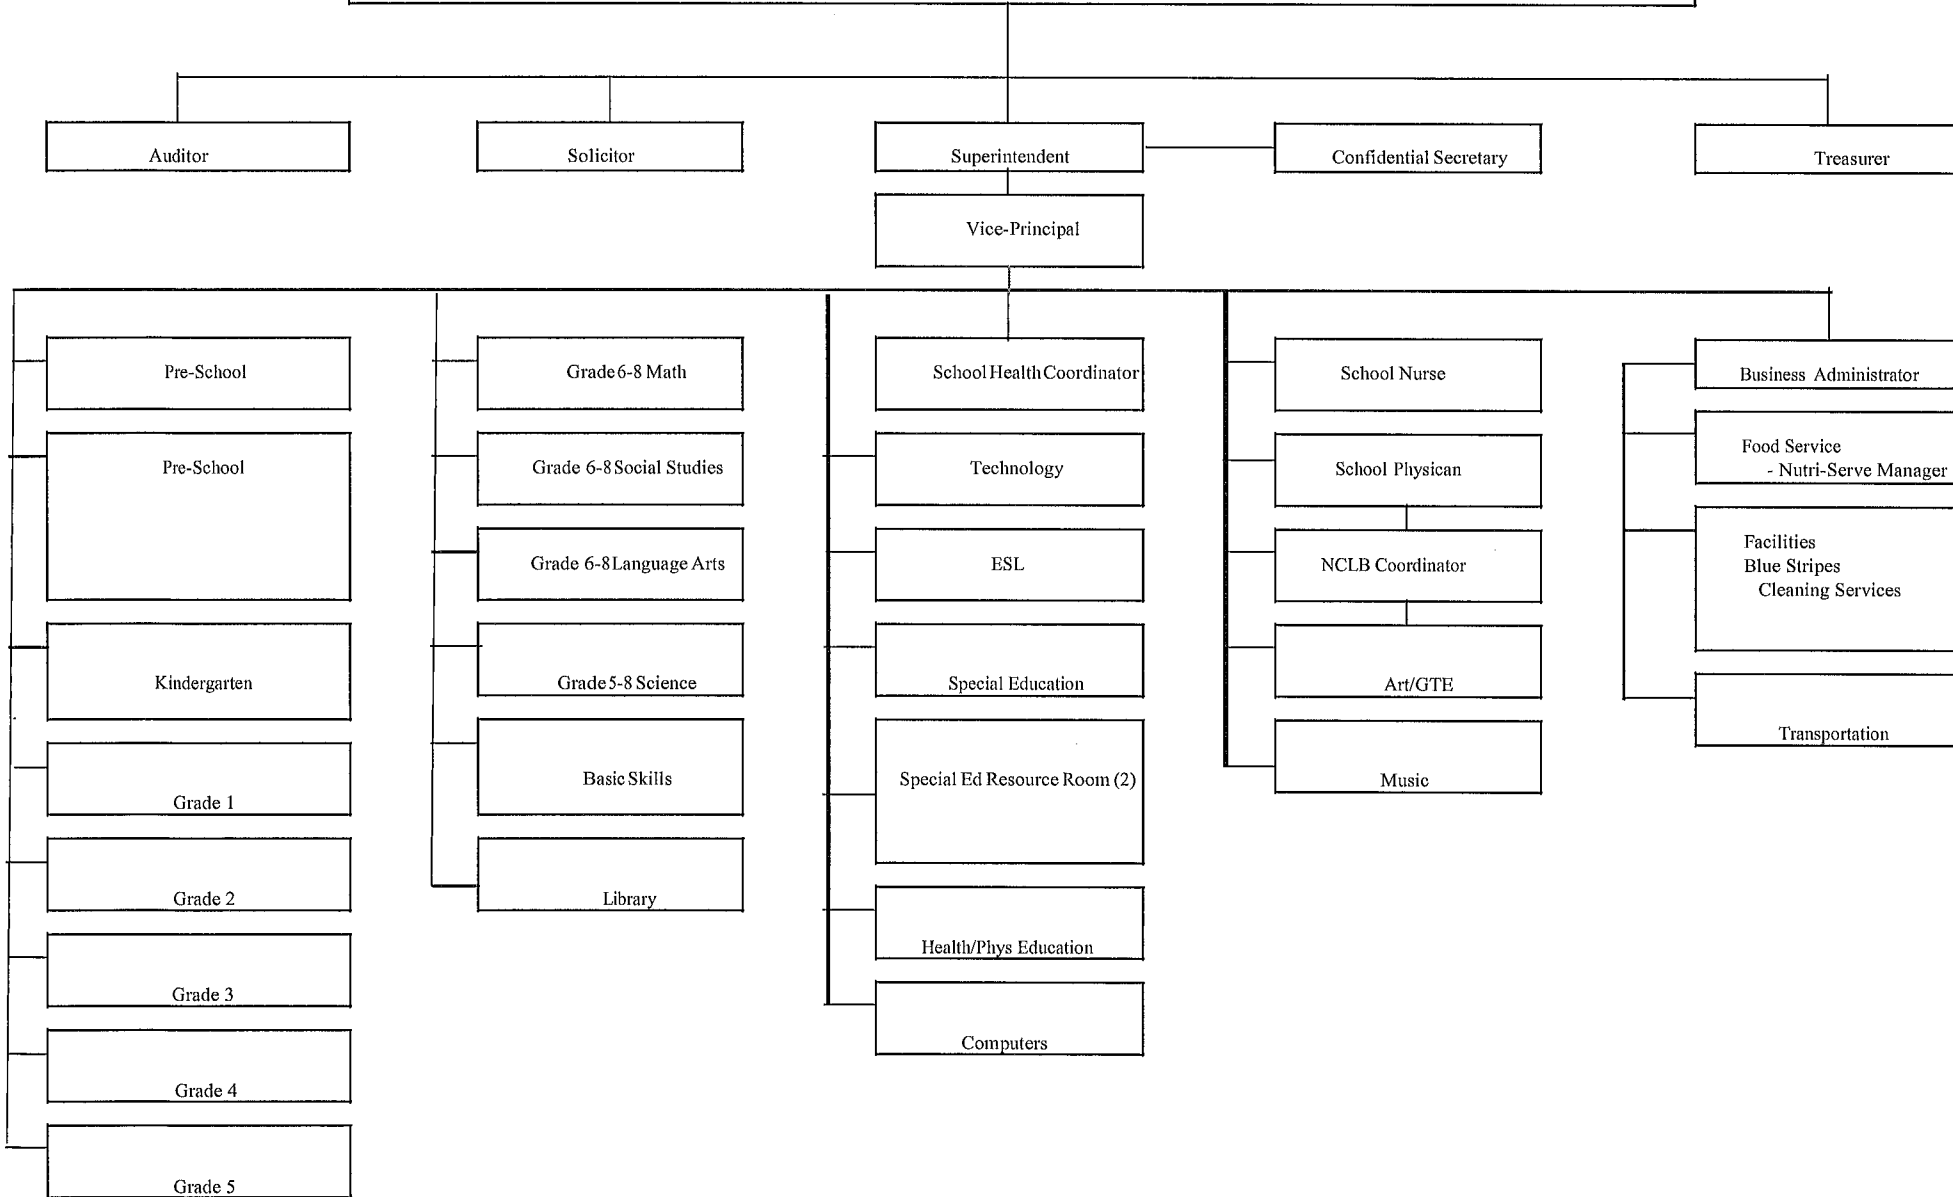 Auditor
Solicitor
Superintendent
Confidential Secretary
Treasurer
Vice-Principal
Pre-School
Pre-School
Kindergarten
Grade 1
Grade 2
Grade 3
Grade 4
Grade 5
Grade 6-8 Math
Grade 6-8 Social Studies
Grade 6-8 Language Arts
Grade 5-8 Science
Basic Skills
Library
School Health Coordinator
Technology
ESL
Special Education
Special Ed Resource Room (2)
Health/Phys Education
Computers
School Nurse
School Physican
NCLB Coordinator
Art/GTE
Music
Business Administrator
Food Service
- Nutri-Serve Manager
Facilities
Blue Stripes
Cleaning Services
Transportation